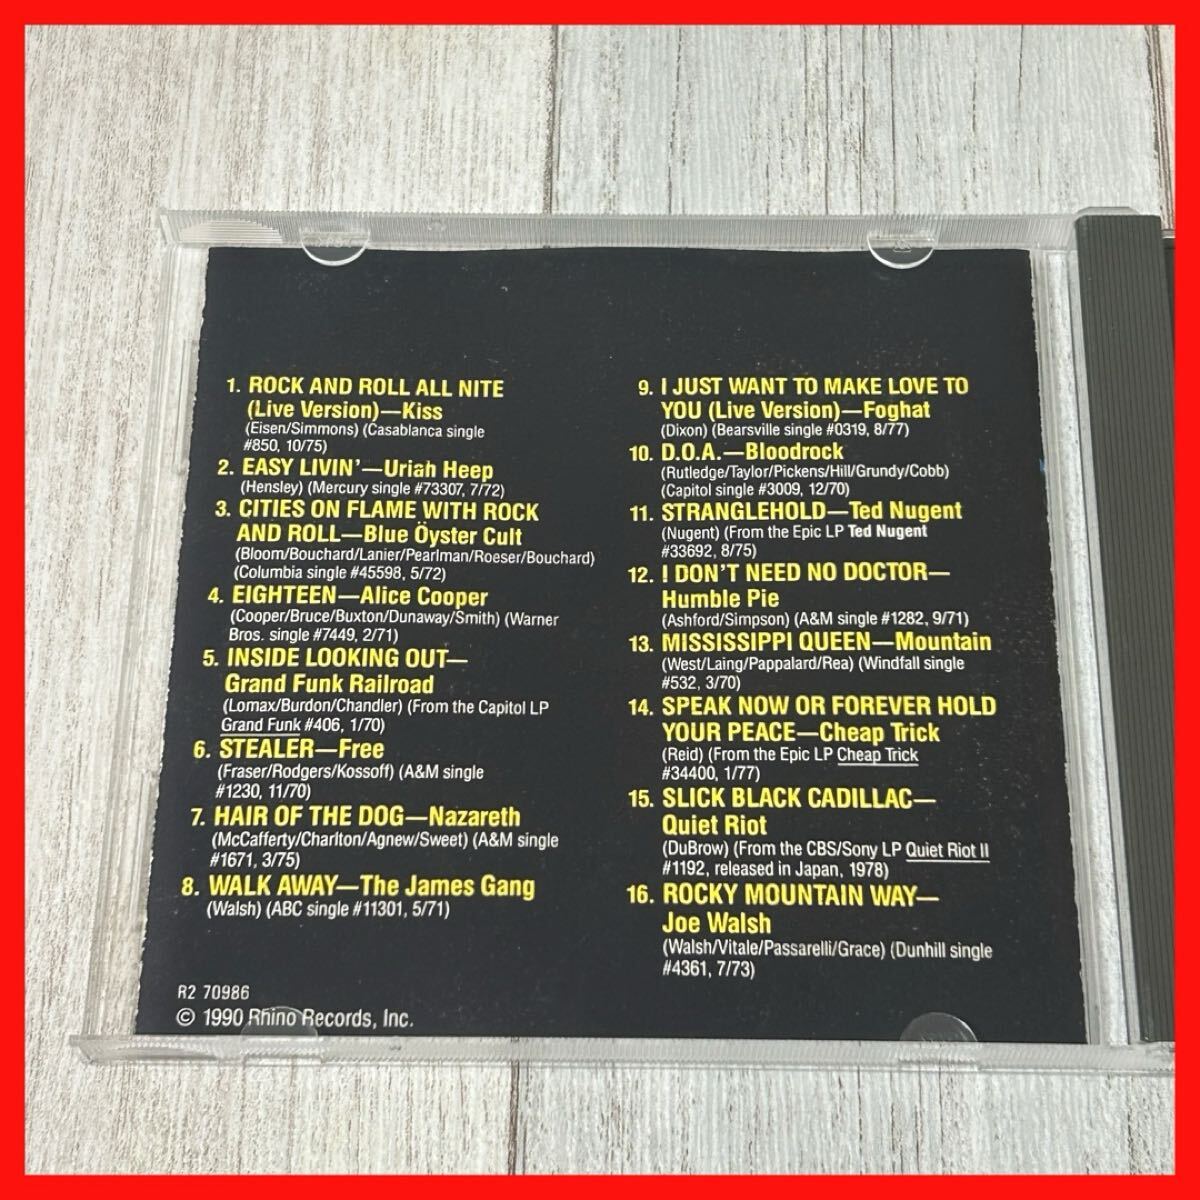 1. ROCK AND ROLL ALL NITE
(Live Version)—Kiss
(Eisen/Simmons) (Casablanca single
#850, 10/75)
2. EASY LIVIN'—Uriah Heep
(Hensley) (Mercury single #73307, 7/72)
3. CITIES ON FLAME WITH ROCK
AND ROLL—Blue Öyster Cult
(Bloom/Bouchard/Lanier/Pearlman/Roeser/Bouchard)
(Columbia single #45598, 5/72)
4. EIGHTEEN—Alice Cooper
(Cooper/Bruce/Buxton/Dunaway/Smith) (Warner
Bros. single #7449, 2/71)
5. INSIDE LOOKING OUT—
Grand Funk Railroad
(Lomax/Burdon/Chandler) (From the Capitol LP
Grand Funk #406, 1/70)
6. STEALER—Free
(Fraser/Rodgers/Kossoff) (A&M single
#1230, 11/70)
7. HAIR OF THE DOG—Nazareth
(McCafferty/Charlton/Agnew/Sweet) (A&M single
#1671, 3/75)
8. WALK AWAY—The James Gang
(Walsh) (ABC single #11301, 5/71)
R2 70986
© 1990 Rhino Records, Inc.
9. I JUST WANT TO MAKE LOVE TO
YOU (Live Version)—Foghat
(Dixon) (Bearsville single #0319, 8/77)
10. D.O.A.—Bloodrock
(Rutledge/Taylor/Pickens/Hill/Grundy/Cobb)
(Capitol single #3009, 12/70)
11. STRANGLEHOLD—Ted Nugent
(Nugent) (From the Epic LP Ted Nugent
#33692, 8/75)
12. I DON'T NEED NO DOCTOR—
Humble Pie
(Ashford/Simpson) (A&M single #1282, 9/71)
13. MISSISSIPPI QUEEN—Mountain
(West/Laing/Pappalard/Rea) (Windfall single
#532, 3/70)
14. SPEAK NOW OR FOREVER HOLD
YOUR PEACE—Cheap Trick
(Reid) (From the Epic LP Cheap Trick
#34400, 1/77)
15. SLICK BLACK CADILLAC—
Quiet Riot
(DuBrow) (From the CBS/Sony LP Quiet Riot II
#1192, released in Japan, 1978)
16. ROCKY MOUNTAIN WAY—
Joe Walsh
(Walsh/Vitale/Passarelli/Grace) (Dunhill single
#4361, 7/73)